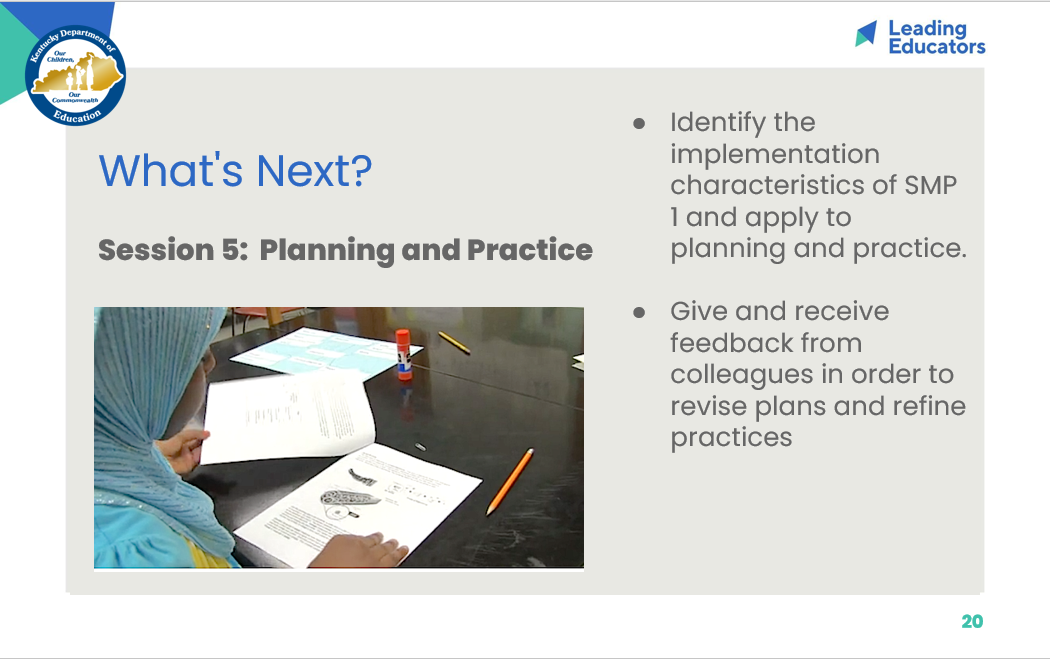 Kentucky Department of
Our
Children,
Our
Commonwealth
Education
Leading
Educators
What's Next?
Session 5:  Planning and Practice
● Identify the
implementation
characteristics of SMP
1 and apply to
planning and practice.
● Give and receive
feedback from
colleagues in order to
revise plans and refine
practices
20